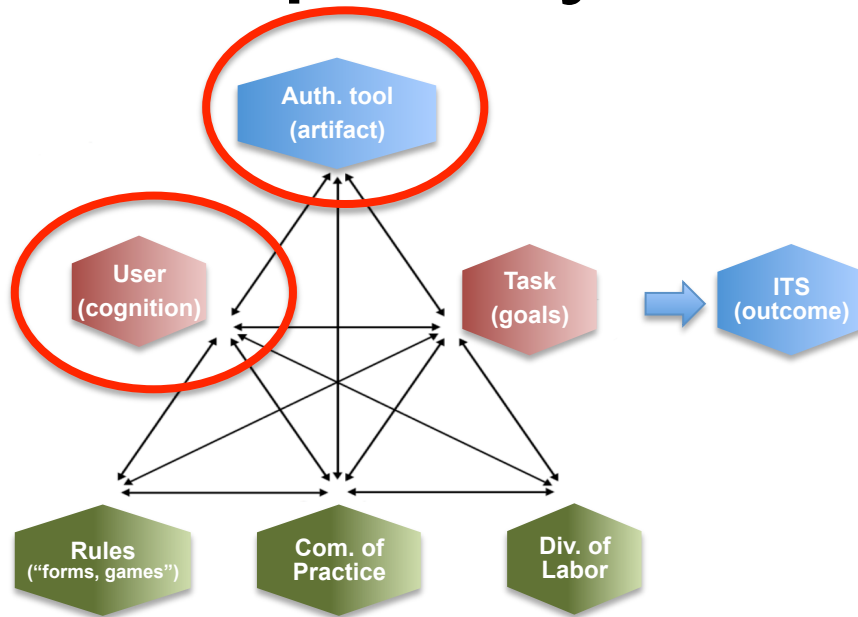 Auth. tool
(artifact)
User
(cognition)
Task
(goals)
ITS
(outcome)
Rules
(“forms, games”)
Com. of
Practice
Div. of
Labor